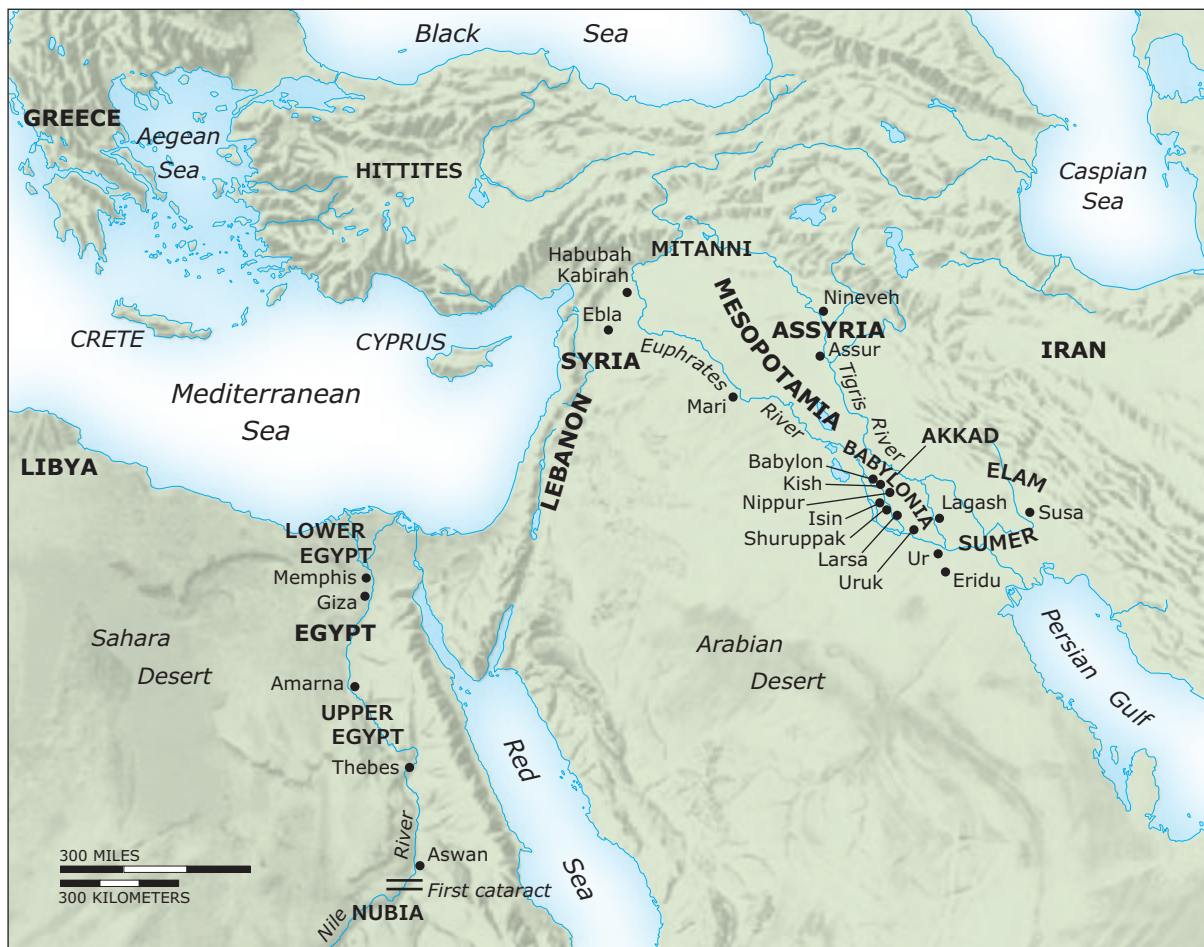 Black Sea
GREECE
Aegean
Sea
HITTITES
Caspian
Sea
Habubah
Kabirah
MITANNI
MESOPOTAMIA
Nineveh
Ebla
ASSYRIA
CRETE
CYPRUS
SYRIA
Euphrates
River
Assur
IRAN
Tigris
River
Mediterranean
Sea
Mari
LEBANON
LIBYA
AKKAD
BABYLONIA
Babylon
Kish
Nippur
Isin
Shuruppak
Larsa
Uruk
ELAM
Lagash
Susa
SUMER
Ur
Eridu
LOWER
EGYPT
Memphis
Giza
EGYPT
Sahara
Desert
Arabian
Desert
Persian Gulf
Amarna
UPPER
EGYPT
Thebes
Red
Sea
River
Aswan
First cataract
Nile
NUBIA
300 MILES
300 KILOMETERS